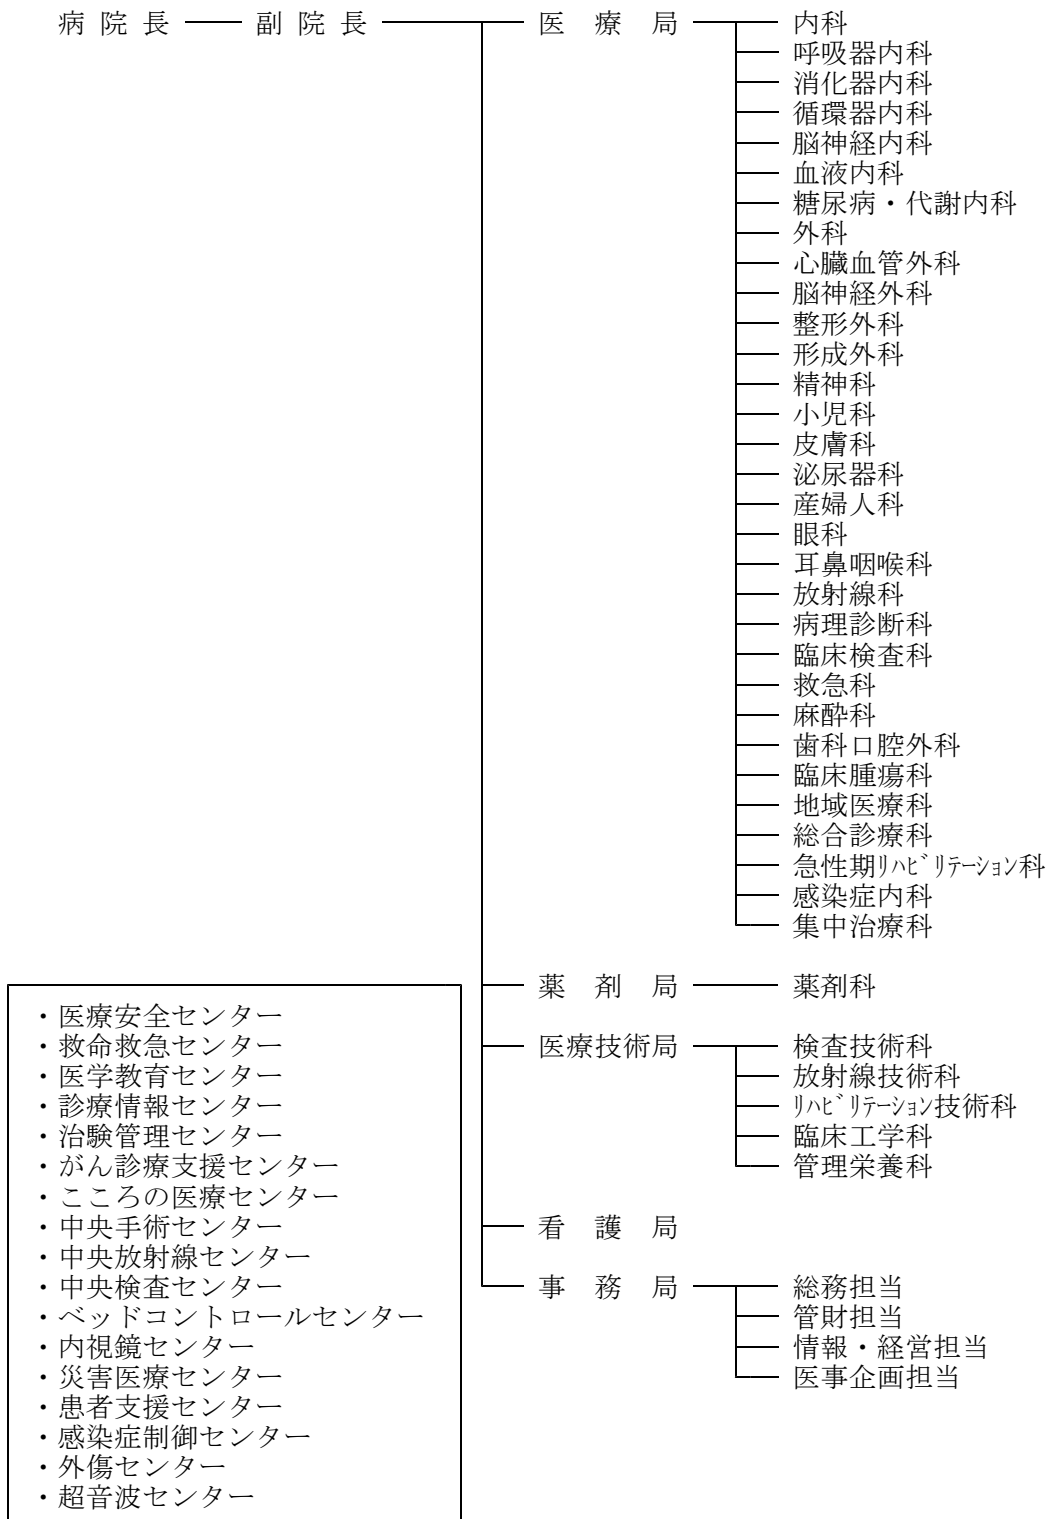 病院長 副院長 医療局 内科
呼吸器内科
消化器内科
循環器内科
脳神経内科
血液内科
糖尿病・代謝内科
外科
心臓血管外科
脳神経外科
整形外科
形成外科
精神科
小児科
皮膚科
泌尿器科
産婦人科
眼科
耳鼻咽喉科
放射線科
病理診断科
臨床検査科
救急科
麻酔科
歯科口腔外科
臨床腫瘍科
地域医療科
総合診療科
急性期ﾘﾊﾋﾞﾘﾃｰｼｮﾝ科
感染症内科
集中治療科
薬剤局 薬剤科
医療技術局 検査技術科
放射線技術科
ﾘﾊﾋﾞﾘﾃｰｼｮﾝ技術科
臨床工学科
管理栄養科
看護局
事務局 総務担当
管財担当
情報・経営担当
医事企画担当
・医療安全センター
・救命救急センター
・医学教育センター
・診療情報センター
・治験管理センター
・がん診療支援センター
・こころの医療センター
・中央手術センター
・中央放射線センター
・中央検査センター
・ベッドコントロールセンター
・内視鏡センター
・災害医療センター
・患者支援センター
・感染症制御センター
・外傷センター
・超音波センター